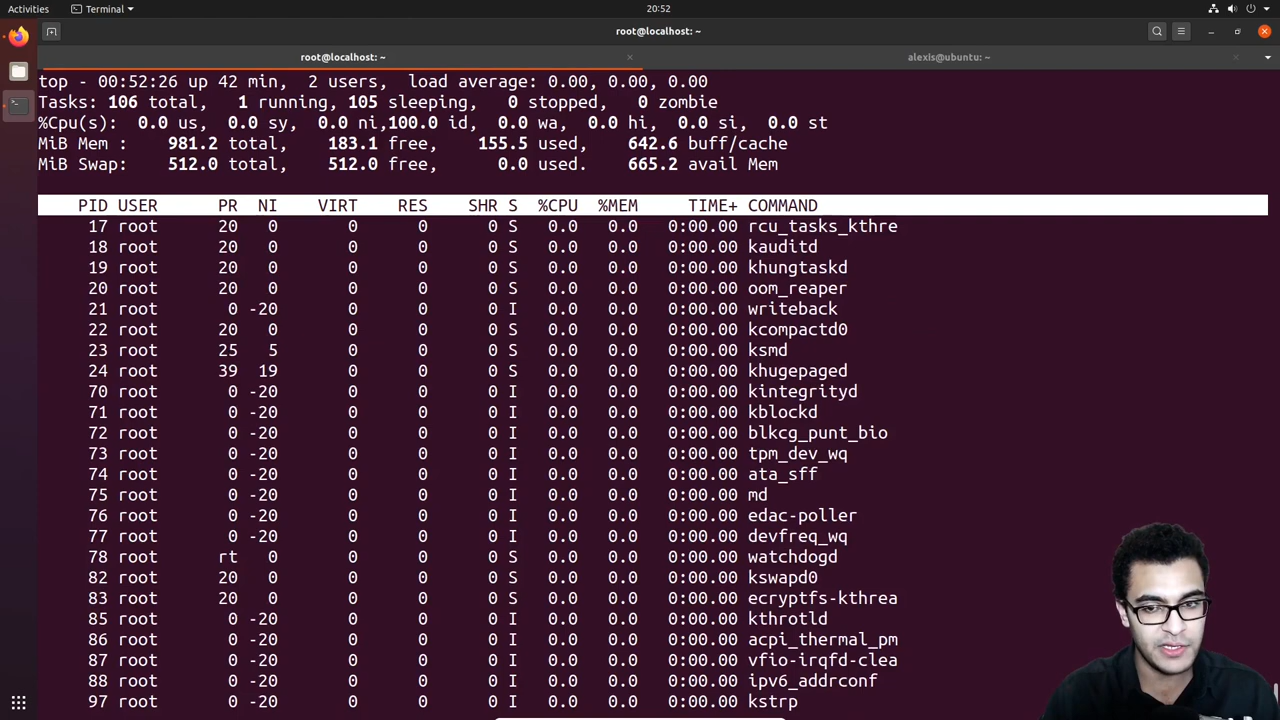 Activities Terminal 20:52
root@localhost: ~
root@localhost: ~ alexis@ubuntu: ~
top - 00:52:26 up 42 min,  2 users,  load average: 0.00, 0.00, 0.00
Tasks: 106 total,   1 running, 105 sleeping,   0 stopped,   0 zombie
%Cpu(s):  0.0 us,  0.0 sy,  0.0 ni,100.0 id,  0.0 wa,  0.0 hi,  0.0 si,  0.0 st
MiB Mem :    981.2 total,    183.1 free,    155.5 used,    642.6 buff/cache
MiB Swap:    512.0 total,    512.0 free,      0.0 used.    665.2 avail Mem
PID USER PR NI VIRT RES SHR S %CPU %MEM TIME+ COMMAND
17 root 20 0 0 0 0 S 0.0 0.0 0:00.00 rcu_tasks_kthre
18 root 20 0 0 0 0 S 0.0 0.0 0:00.00 kauditd
19 root 20 0 0 0 0 S 0.0 0.0 0:00.00 khungtaskd
20 root 20 0 0 0 0 S 0.0 0.0 0:00.00 oom_reaper
21 root 0 -20 0 0 0 I 0.0 0.0 0:00.00 writeback
22 root 20 0 0 0 0 S 0.0 0.0 0:00.00 kcompactd0
23 root 25 5 0 0 0 S 0.0 0.0 0:00.00 ksmd
24 root 39 19 0 0 0 S 0.0 0.0 0:00.00 khugepaged
70 root 0 -20 0 0 0 I 0.0 0.0 0:00.00 kintegrityd
71 root 0 -20 0 0 0 I 0.0 0.0 0:00.00 kblockd
72 root 0 -20 0 0 0 I 0.0 0.0 0:00.00 blkcg_punt_bio
73 root 0 -20 0 0 0 I 0.0 0.0 0:00.00 tpm_dev_wq
74 root 0 -20 0 0 0 I 0.0 0.0 0:00.00 ata_sff
75 root 0 -20 0 0 0 I 0.0 0.0 0:00.00 md
76 root 0 -20 0 0 0 I 0.0 0.0 0:00.00 edac-poller
77 root 0 -20 0 0 0 I 0.0 0.0 0:00.00 devfreq_wq
78 root rt 0 0 0 0 S 0.0 0.0 0:00.00 watchdogd
82 root 20 0 0 0 0 S 0.0 0.0 0:00.00 kswapd0
83 root 20 0 0 0 0 S 0.0 0.0 0:00.00 ecryptfs-kthrea
85 root 0 -20 0 0 0 I 0.0 0.0 0:00.00 kthrotld
86 root 0 -20 0 0 0 I 0.0 0.0 0:00.00 acpi_thermal_pm
87 root 0 -20 0 0 0 I 0.0 0.0 0:00.00 vfio-irqfd-clea
88 root 0 -20 0 0 0 I 0.0 0.0 0:00.00 ipv6_addrconf
97 root 0 -20 0 0 0 I 0.0 0.0 0:00.00 kstrp